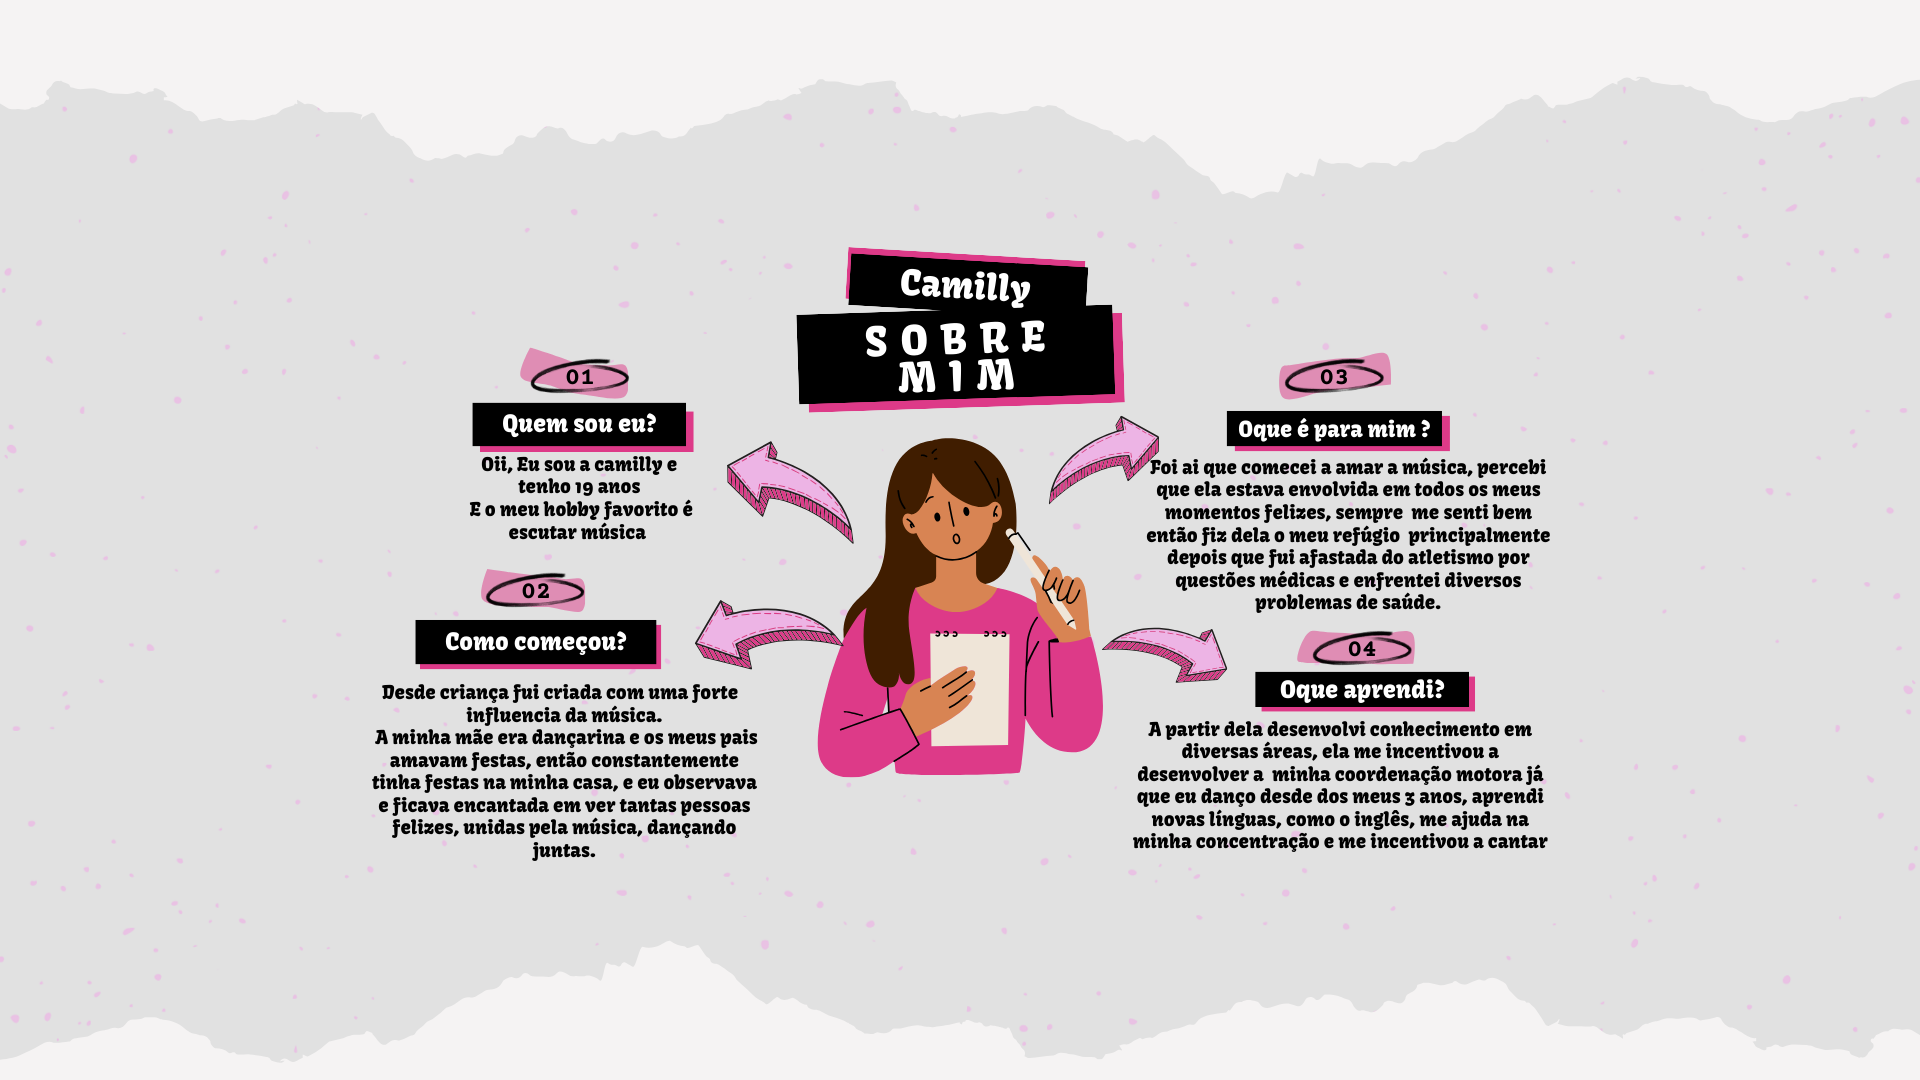 Camilly
SOBRE
MIM
01
Quem sou eu?
Oii, Eu sou a camilly e
tenho 19 anos
E o meu hobby favorito é
escutar música
02
Como começou?
Desde criança fui criada com uma forte
influencia da música.
A minha mãe era dançarina e os meus pais
amavam festas, então constantemente
tinha festas na minha casa, e eu observava
e ficava encantada em ver tantas pessoas
felizes, unidas pela música, dançando
juntas.
03
Oque é para mim ?
Foi ai que comecei a amar a música, percebi
que ela estava envolvida em todos os meus
momentos felizes, sempre  me senti bem
então fiz dela o meu refúgio  principalmente
depois que fui afastada do atletismo por
questões médicas e enfrentei diversos
problemas de saúde.
04
Oque aprendi?
A partir dela desenvolvi conhecimento em
diversas áreas, ela me incentivou a
desenvolver a  minha coordenação motora já
que eu danço desde dos meus 3 anos, aprendi
novas línguas, como o inglês, me ajuda na
minha concentração e me incentivou a cantar